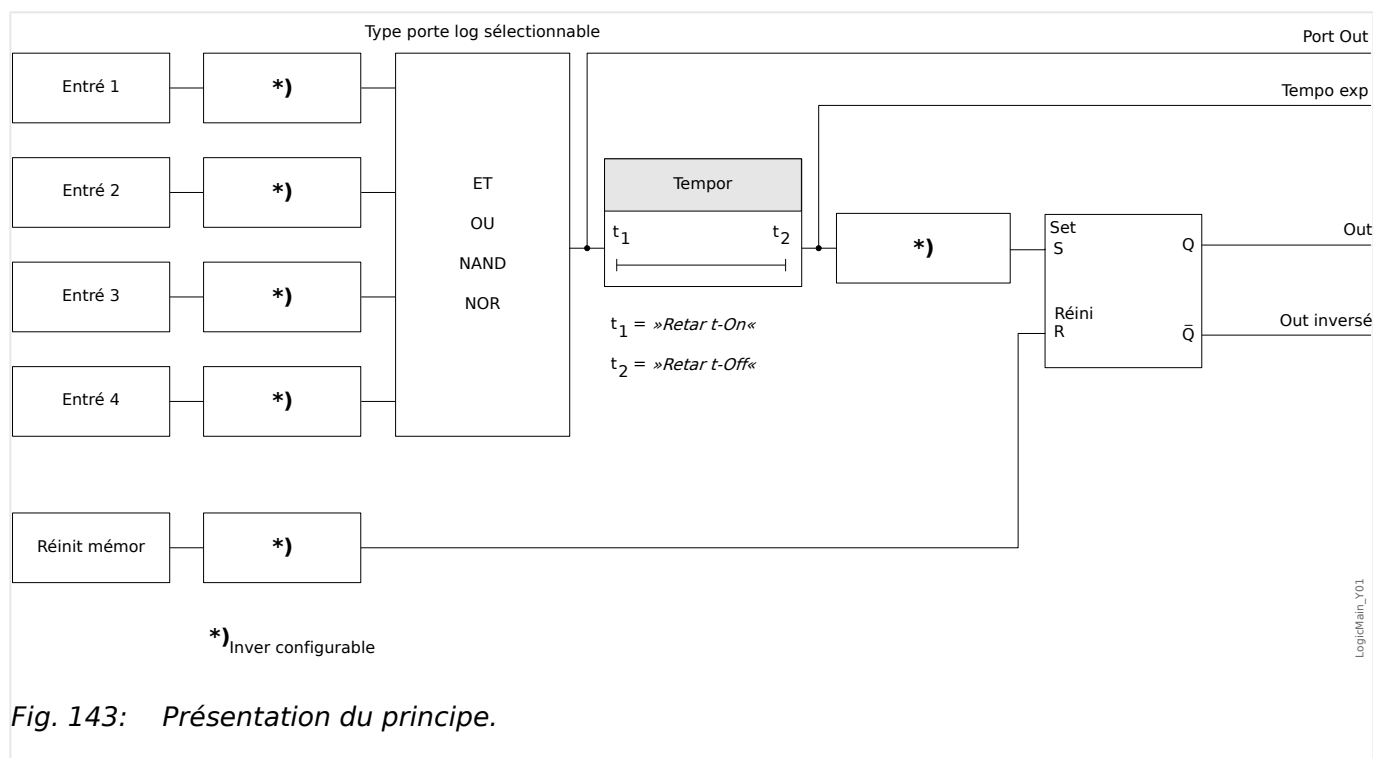 Type porte log sélectionnable
Port Out
Entré 1
*)
Tempo exp
Entré 2
*)
ET
OU
NAND
NOR
Tempor
t1
t2
*)
Set
S
Q
Out
Réini
R
Q̅
Out inversé
Entré 3
*)
t1 = »Retar t-On«
t2 = »Retar t-Off«
Entré 4
*)
Réinit mémor
*)
*)Inver configurable
LogicMain_Y01
Fig. 143: Présentation du principe.